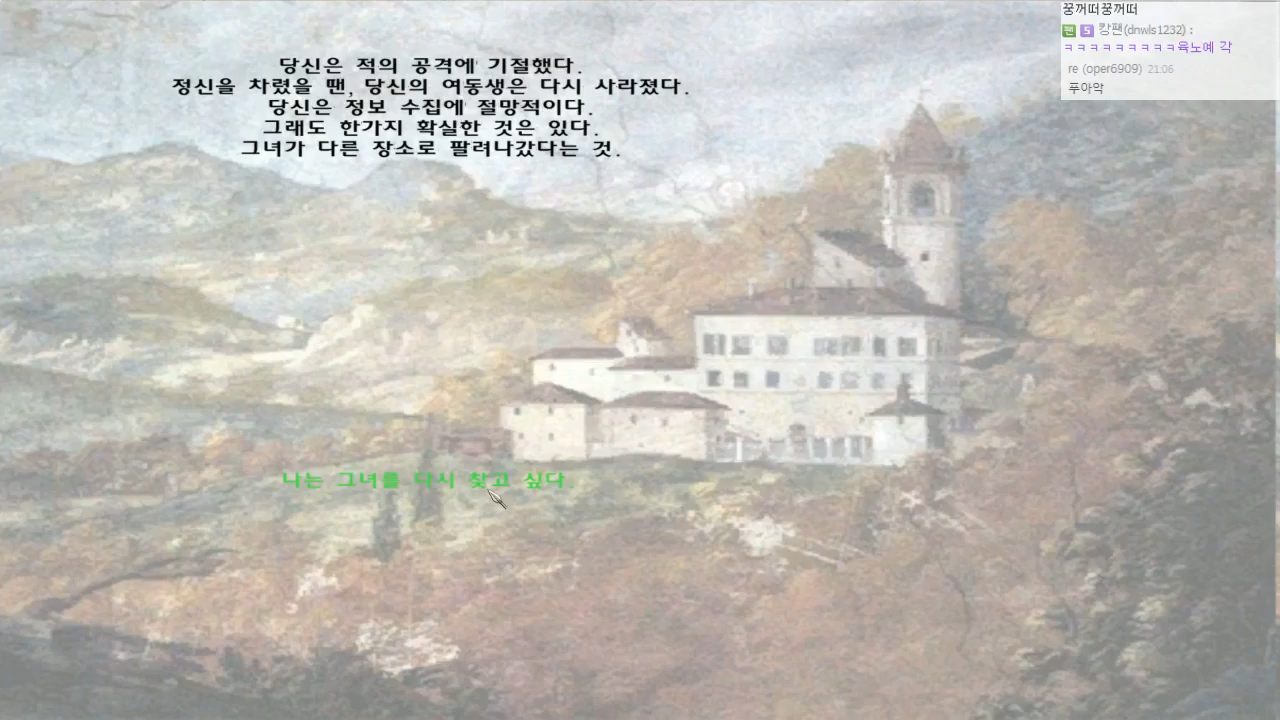 당신은 적의 공격에 기절했다.
정신을 차렸을 땐, 당신의 여동생은 다시 사라졌다.
당신은 정보 수집에 절망적이다.
그래도 한가지 확실한 것은 있다.
그녀가 다른 장소로 팔려나갔다는 것.
나는 그녀를 다시 찾고 싶다.
꿍꺼떠꿍꺼떠
팬 S 캉팬(dnwls1232) :
ㅋㅋㅋㅋㅋㅋㅋㅋㅋ육노예 각
re (oper6909) 21:06
푸아악